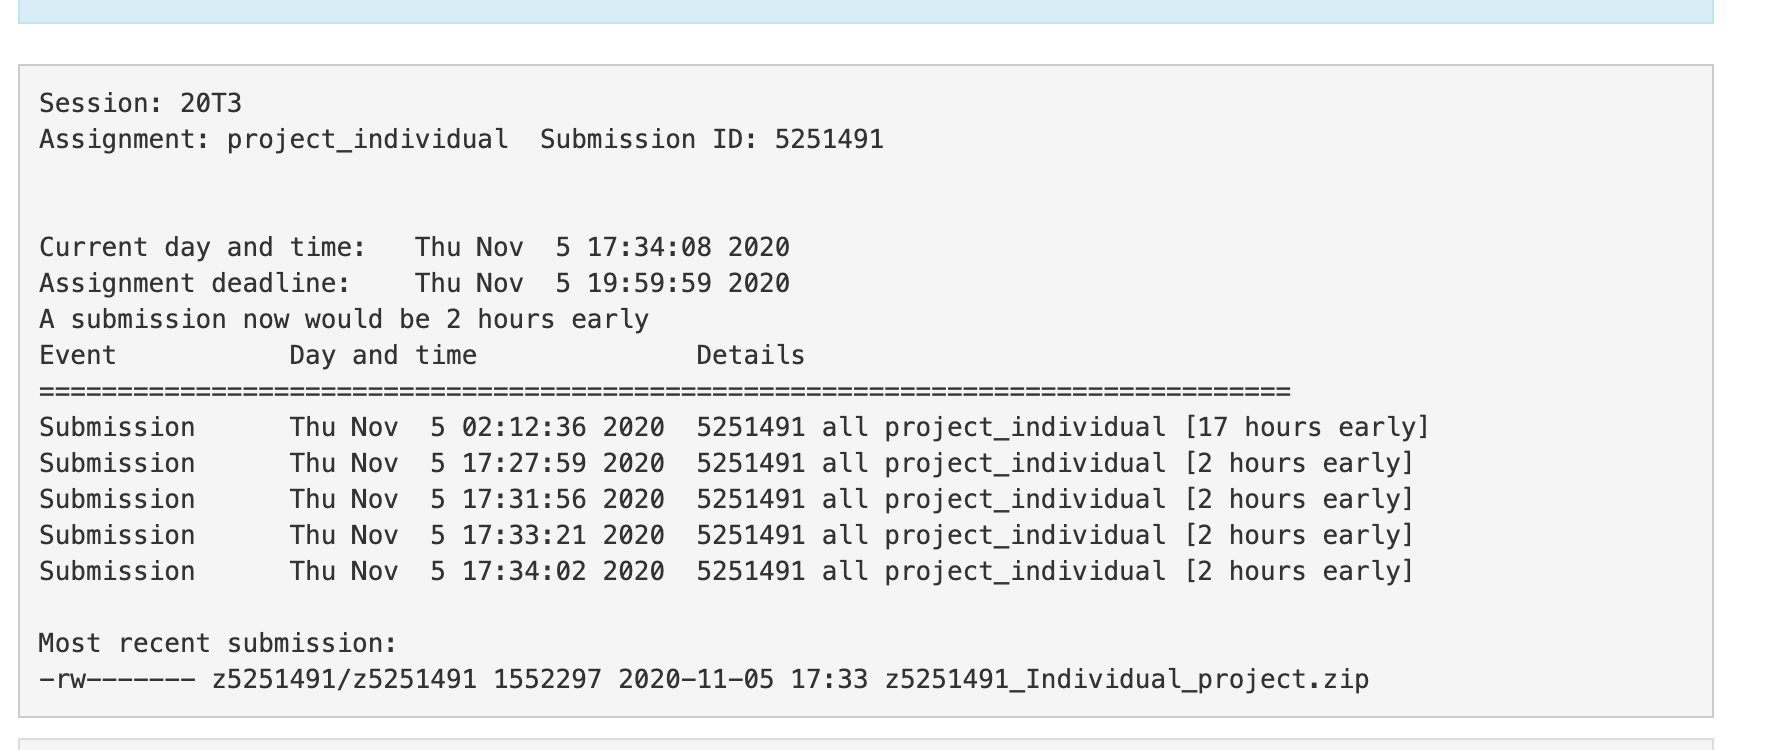 Session: 20T3
Assignment: project_individual  Submission ID: 5251491
Current day and time:   Thu Nov  5 17:34:08 2020
Assignment deadline:    Thu Nov  5 19:59:59 2020
A submission now would be 2 hours early
Event           Day and time              Details
================================================================================
Submission      Thu Nov  5 02:12:36 2020  5251491 all project_individual [17 hours early]
Submission      Thu Nov  5 17:27:59 2020  5251491 all project_individual [2 hours early]
Submission      Thu Nov  5 17:31:56 2020  5251491 all project_individual [2 hours early]
Submission      Thu Nov  5 17:33:21 2020  5251491 all project_individual [2 hours early]
Submission      Thu Nov  5 17:34:02 2020  5251491 all project_individual [2 hours early]
Most recent submission:
-rw------- z5251491/z5251491 1552297 2020-11-05 17:33 z5251491_Individual_project.zip